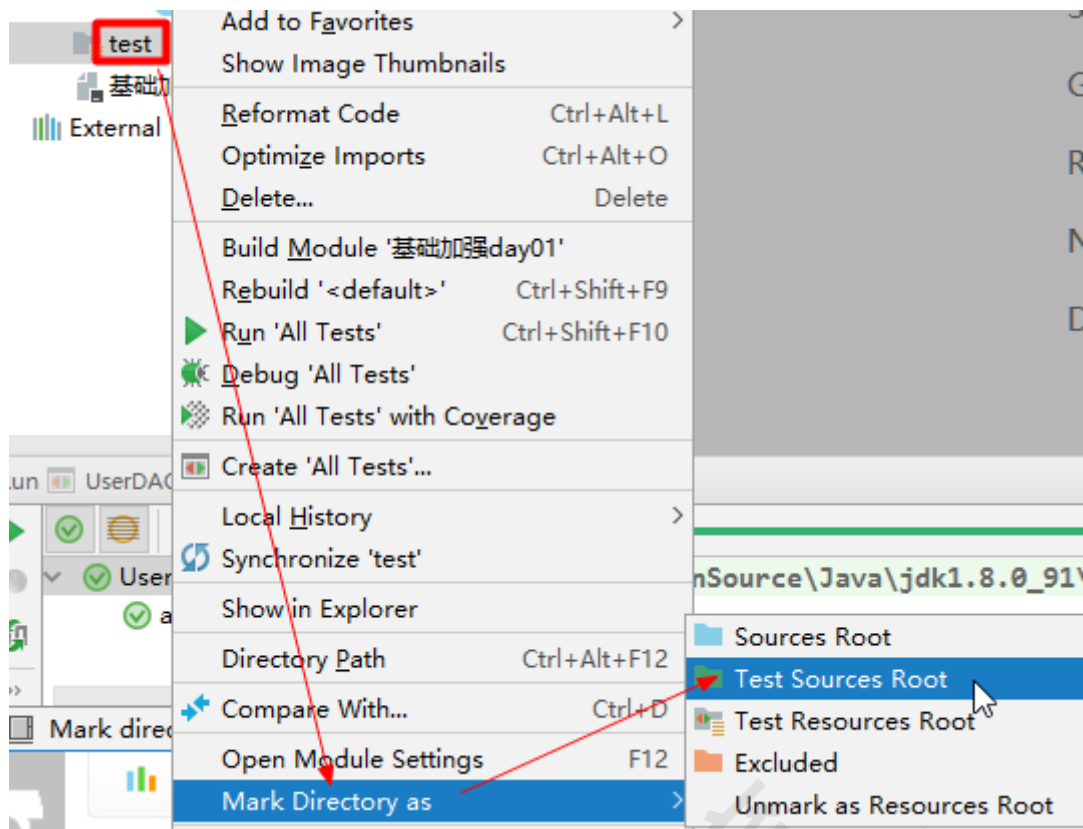 Add to Favorites
test
Show Image Thumbnails
基础加
Reformat Code Ctrl+Alt+L
External
Optimize Imports Ctrl+Alt+O
Delete... Delete
Build Module '基础加强day01'
Rebuild '<default>' Ctrl+Shift+F9
Run 'All Tests' Ctrl+Shift+F10
Debug 'All Tests'
Run 'All Tests' with Coverage
Create 'All Tests'...
UserDAO
Local History
Synchronize 'test'
User
nSource\Java\jdk1.8.0_91\
Show in Explorer
Sources Root
Directory Path Ctrl+Alt+F12
Test Sources Root
Compare With... Ctrl+D
Test Resources Root
Mark direc
Open Module Settings F12
Excluded
Mark Directory as
Unmark as Resources Root